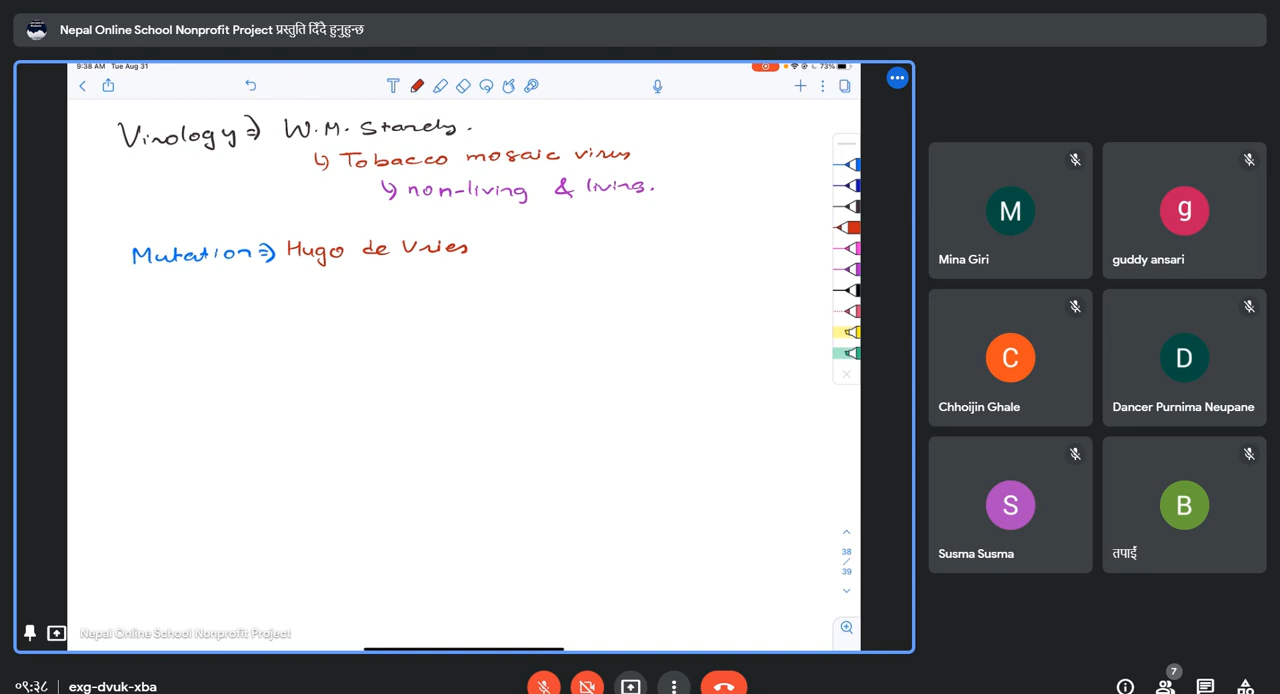 Nepal Online School Nonprofit Project प्रस्तुति दिँदै हुनुहुन्छ
9:38 AM Tue Aug 31
73%
Virology ⇒ W.M. Stanely.
↳ Tobacco mosaic virus
↳ non-living & living.
Mutation ⇒ Hugo de Vries
38
/
39
Nepal Online School Nonprofit Project
M
Mina Giri
g
guddy ansari
C
Chhoijin Ghale
D
Dancer Purnima Neupane
S
Susma Susma
B
तपाईं
०९:३८ | exg-dvuk-xba
7